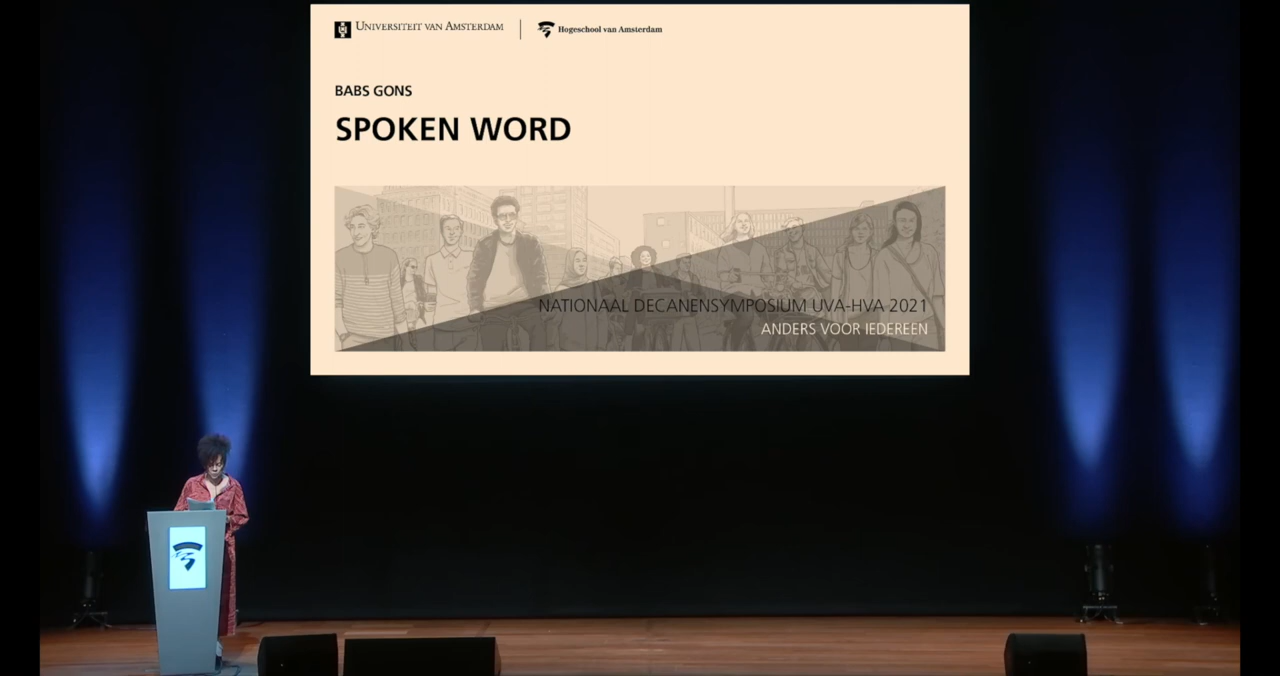 UNIVERSITEIT VAN AMSTERDAM
Hogeschool van Amsterdam
BABS GONS
SPOKEN WORD
NATIONAAL DECANENSYMPOSIUM UVA-HVA 2021
ANDERS VOOR IEDEREEN